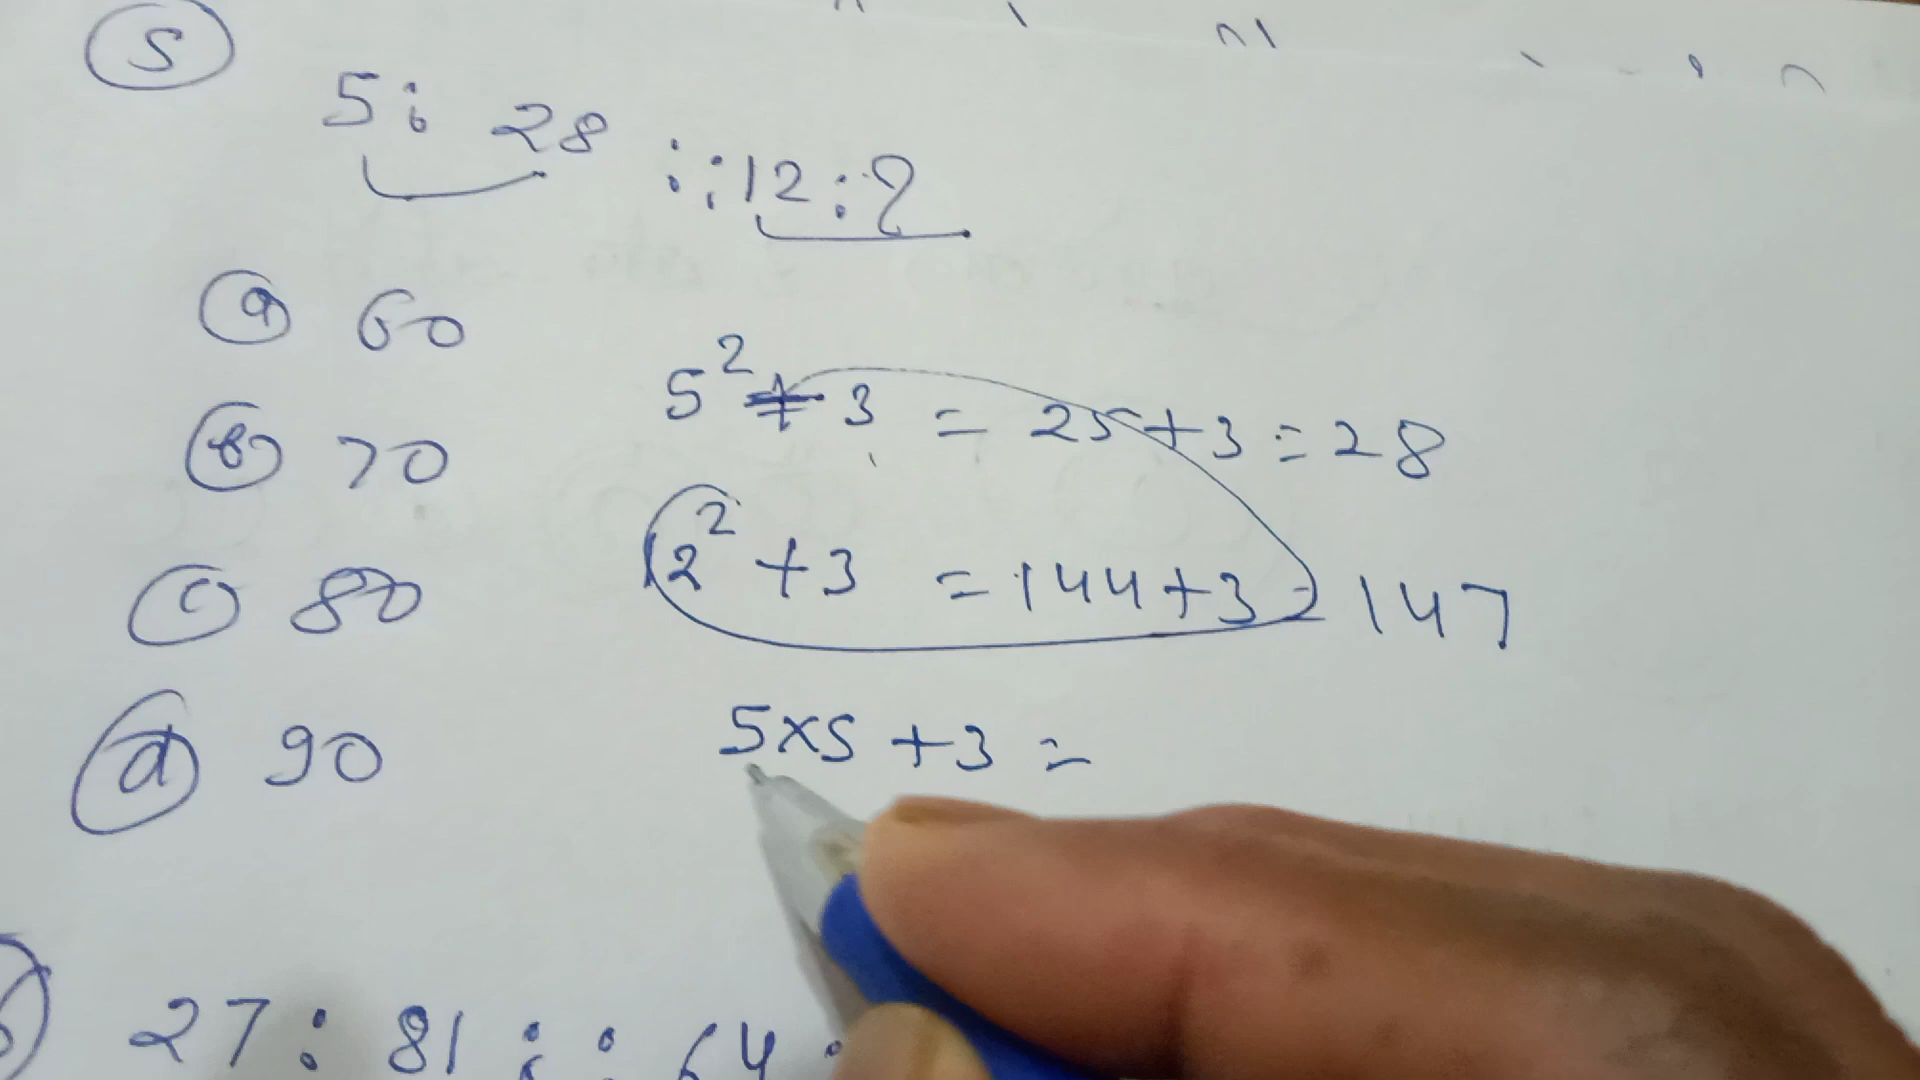 5
5 : 28 :: 12 : ?
a 60
b 70
c 80
d 90
5² + 3 = 25 + 3 = 28
12² + 3 = 144 + 3 = 147
5×5 + 3 =
27 : 81 :: 64 :